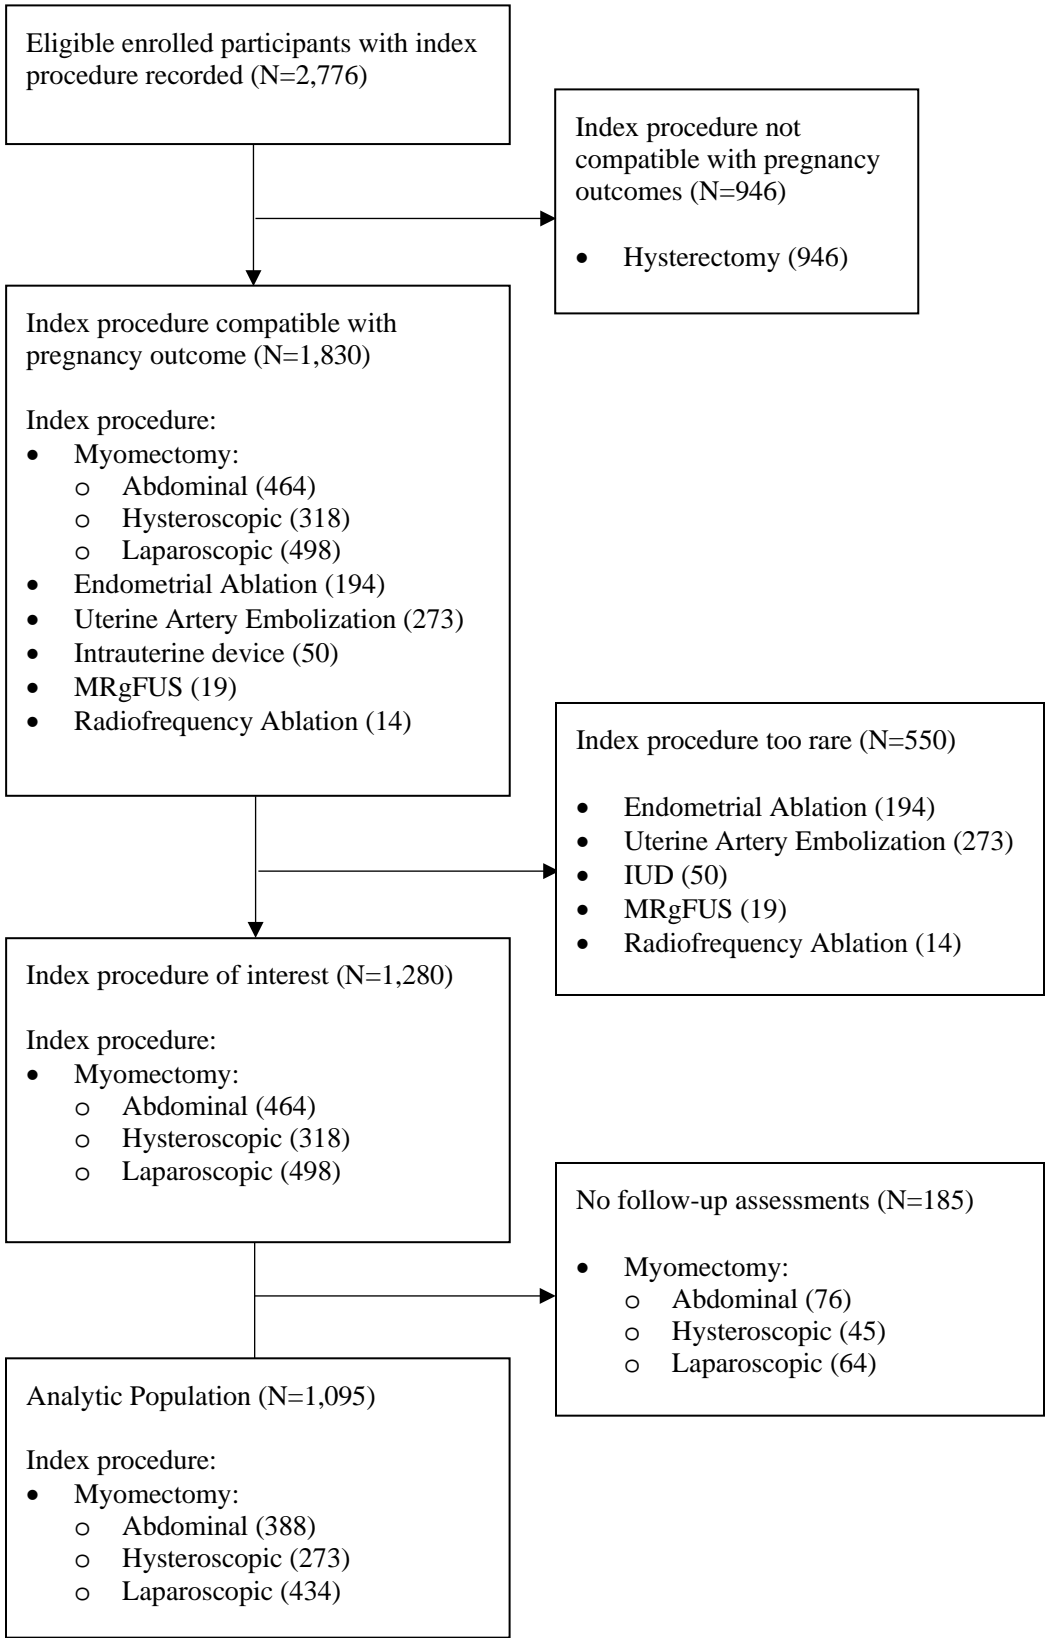 Eligible enrolled participants with index
procedure recorded (N=2,776)
Index procedure not
compatible with pregnancy
outcomes (N=946)
• Hysterectomy (946)
Index procedure compatible with
pregnancy outcome (N=1,830)
Index procedure:
• Myomectomy:
o Abdominal (464)
o Hysteroscopic (318)
o Laparoscopic (498)
• Endometrial Ablation (194)
• Uterine Artery Embolization (273)
• Intrauterine device (50)
• MRgFUS (19)
• Radiofrequency Ablation (14)
Index procedure too rare (N=550)
• Endometrial Ablation (194)
• Uterine Artery Embolization (273)
• IUD (50)
• MRgFUS (19)
• Radiofrequency Ablation (14)
Index procedure of interest (N=1,280)
Index procedure:
• Myomectomy:
o Abdominal (464)
o Hysteroscopic (318)
o Laparoscopic (498)
No follow-up assessments (N=185)
• Myomectomy:
o Abdominal (76)
o Hysteroscopic (45)
o Laparoscopic (64)
Analytic Population (N=1,095)
Index procedure:
• Myomectomy:
o Abdominal (388)
o Hysteroscopic (273)
o Laparoscopic (434)